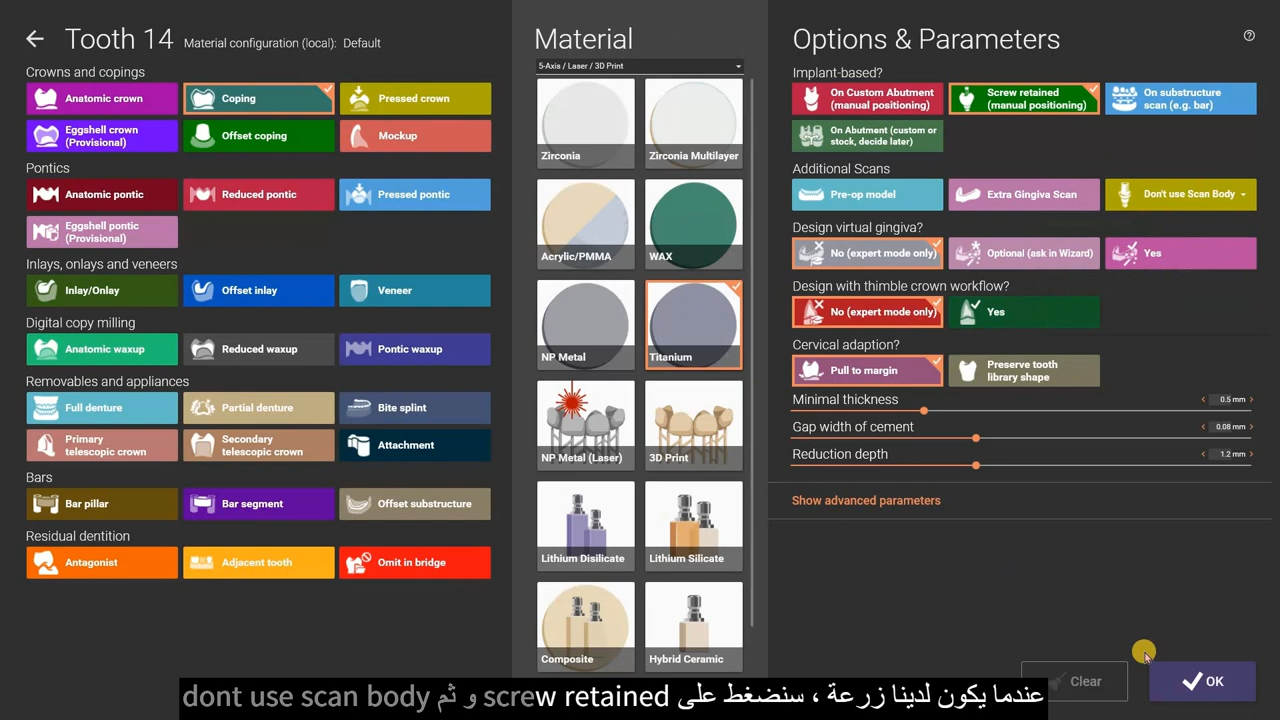 Tooth 14 Material configuration (local): Default
Crowns and copings
Anatomic crown
Coping
Pressed crown
Eggshell crown
(Provisional)
Offset coping
Mockup
Pontics
Anatomic pontic
Reduced pontic
Pressed pontic
Eggshell pontic
(Provisional)
Inlays, onlays and veneers
Inlay/Onlay
Offset inlay
Veneer
Digital copy milling
Anatomic waxup
Reduced waxup
Pontic waxup
Removables and appliances
Full denture
Partial denture
Bite splint
Primary
telescopic crown
Secondary
telescopic crown
Attachment
Bars
Bar pillar
Bar segment
Offset substructure
Residual dentition
Antagonist
Adjacent tooth
Omit in bridge
Material
5-Axis / Laser / 3D Print
Zirconia
Zirconia Multilayer
Acrylic/PMMA
WAX
NP Metal
Titanium
NP Metal (Laser)
3D Print
Lithium Disilicate
Lithium Silicate
Composite
Hybrid Ceramic
Options & Parameters
Implant-based?
On Custom Abutment
(manual positioning)
Screw retained
(manual positioning)
On substructure
scan (e.g. bar)
On Abutment (custom or
stock, decide later)
Additional Scans
Pre-op model
Extra Gingiva Scan
Don't use Scan Body
Design virtual gingiva?
No (expert mode only)
Optional (ask in Wizard)
Yes
Design with thimble crown workflow?
No (expert mode only)
Yes
Cervical adaption?
Pull to margin
Preserve tooth
library shape
Minimal thickness 0.5 mm
Gap width of cement 0.08 mm
Reduction depth 1.2 mm
Show advanced parameters
Clear
OK
عندما يكون لدينا زرعة ، سنضغط على screw retained و ثم dont use scan body